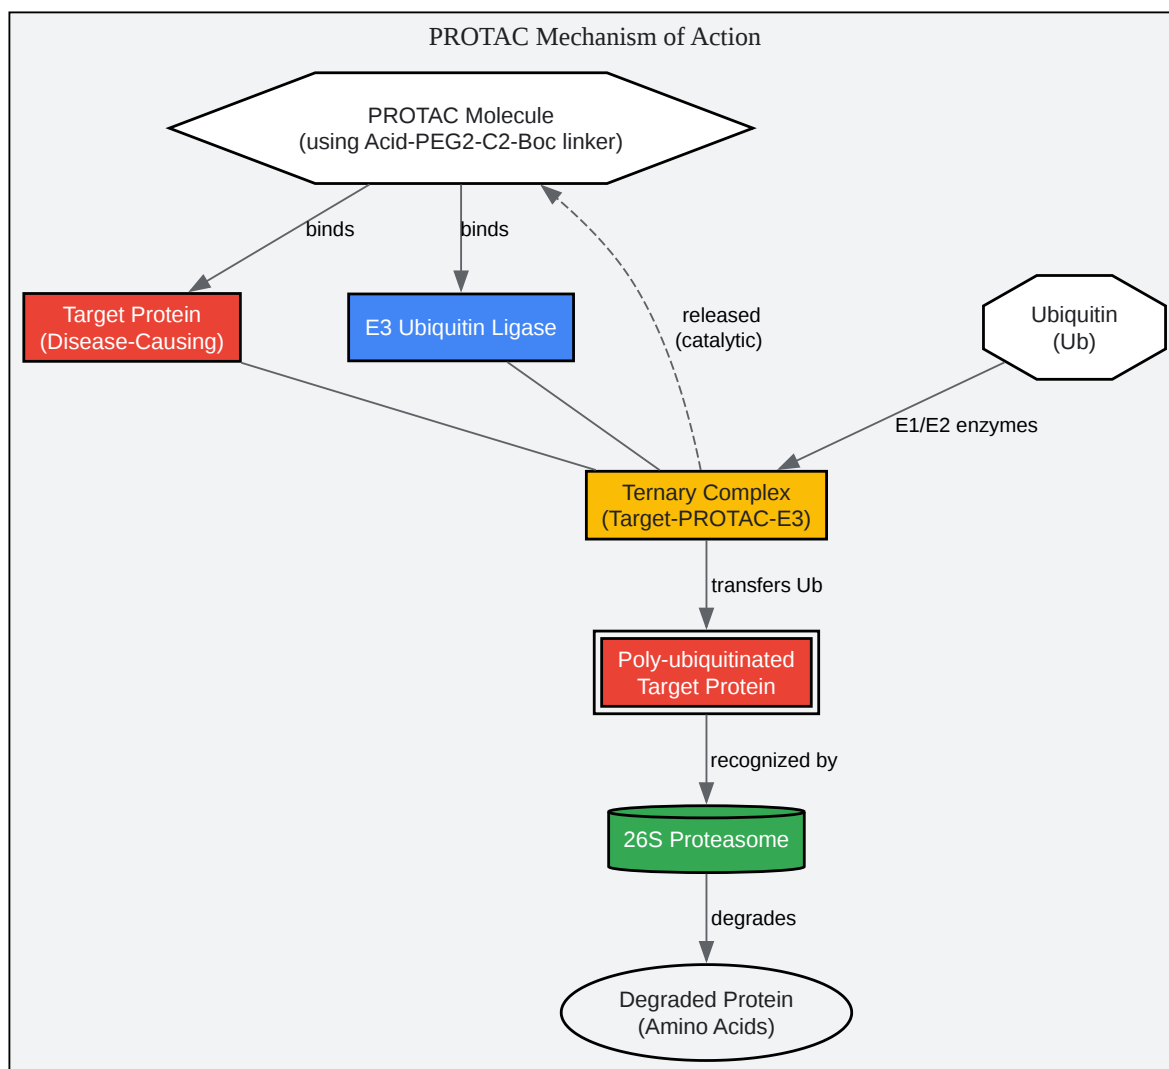 PROTAC Mechanism of Action
PROTAC Molecule
(using Acid-PEG2-C2-Boc linker)
binds
binds
Target Protein
(Disease-Causing)
E3 Ubiquitin Ligase
released
(catalytic)
Ubiquitin
(Ub)
E1/E2 enzymes
Ternary Complex
(Target-PROTAC-E3)
transfers Ub
Poly-ubiquitinated
Target Protein
recognized by
26S Proteasome
degrades
Degraded Protein
(Amino Acids)